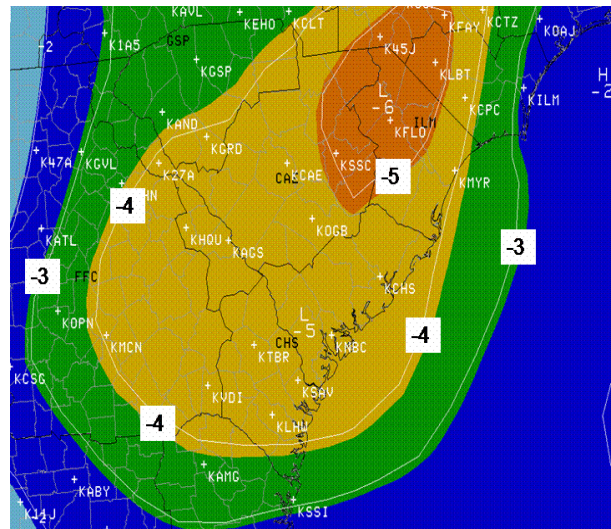 KAVL
KEHO
KCLT
KFAY
KCTZ
KOAJ
-2
K1A5
GSP
K45J
KGSP
KLBT
H
L
-6
KILM
KCPC
KAND
ILM
KFLO
KGRD
K47A
KGVL
K27A
CAE
KCAE
KSSC
-5
KMYR
-4
KOGB
KATL
KHQU
KAGS
-3
-3
FFC
KCHS
KOPN
L
-5
-4
KMCN
KNBC
CHS
KTBR
KCSG
KVDI
KSAV
-4
KLHW
KAMG
KABY
KSSI
K11J